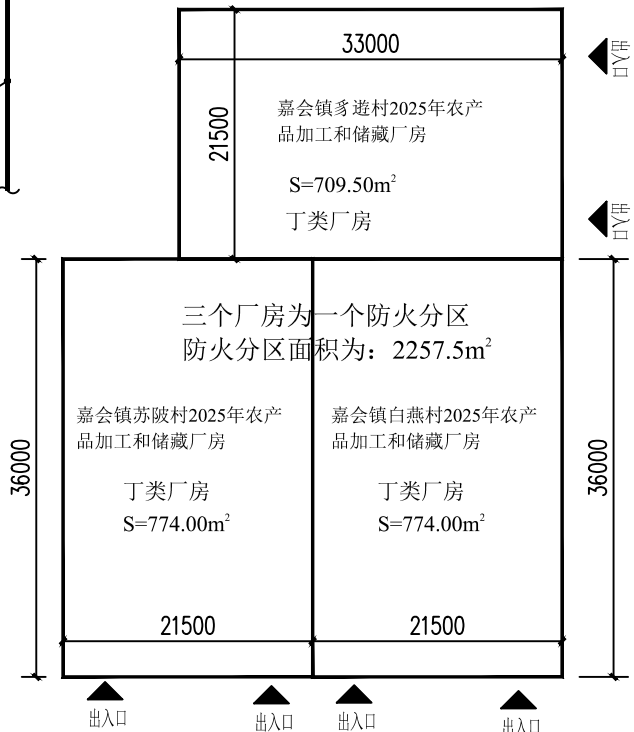 33000
出入口
21500
嘉会镇豸逰村2025年农产
品加工和储藏厂房
S=709.50m²
丁类厂房
出入口
三个厂房为一个防火分区
防火分区面积为：2257.5m²
嘉会镇苏陂村2025年农产
品加工和储藏厂房
丁类厂房
S=774.00m²
嘉会镇白燕村2025年农产
品加工和储藏厂房
丁类厂房
S=774.00m²
36000
36000
21500
21500
出入口
出入口
出入口
出入口